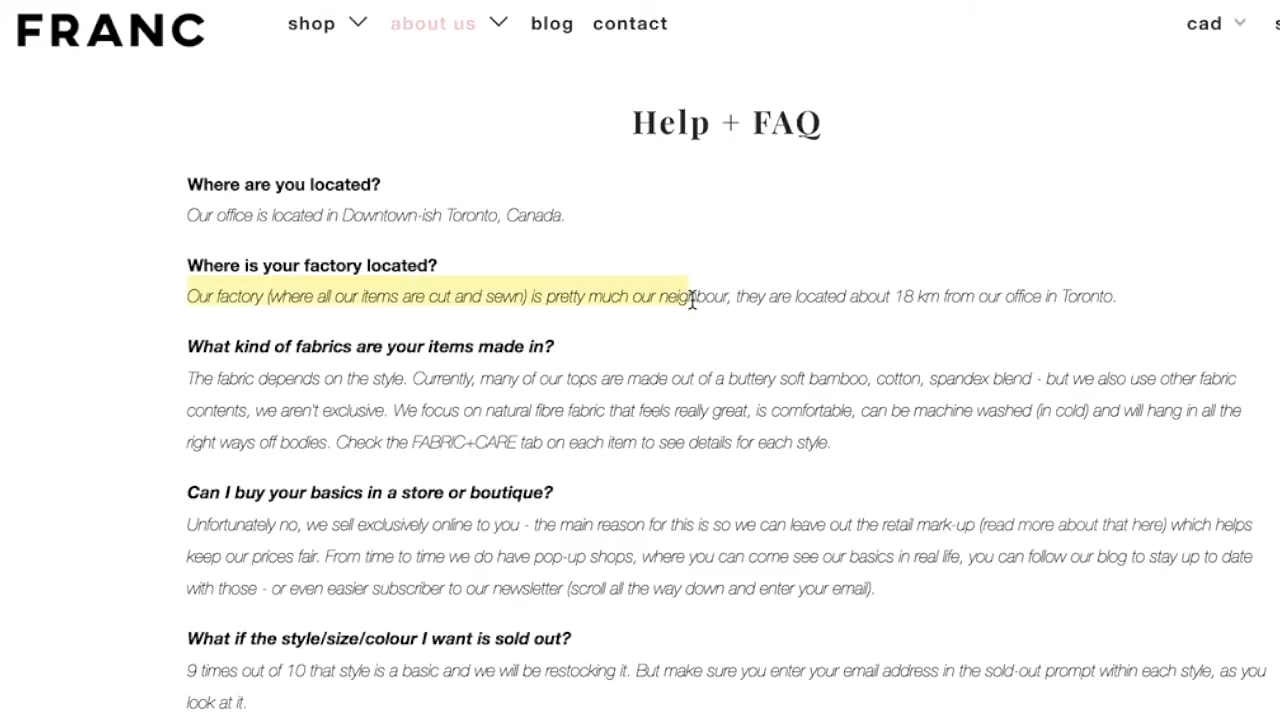 FRANC shop about us blog contact cad
Help + FAQ
Where are you located?
Our office is located in Downtown-ish Toronto, Canada.
Where is your factory located?
Our factory (where all our items are cut and sewn) is pretty much our neighbour, they are located about 18 km from our office in Toronto.
What kind of fabrics are your items made in?
The fabric depends on the style. Currently, many of our tops are made out of a buttery soft bamboo, cotton, spandex blend - but we also use other fabric
contents, we aren't exclusive. We focus on natural fibre fabric that feels really great, is comfortable, can be machine washed (in cold) and will hang in all the
right ways off bodies. Check the FABRIC+CARE tab on each item to see details for each style.
Can I buy your basics in a store or boutique?
Unfortunately no, we sell exclusively online to you - the main reason for this is so we can leave out the retail mark-up (read more about that here) which helps
keep our prices fair. From time to time we do have pop-up shops, where you can come see our basics in real life, you can follow our blog to stay up to date
with those - or even easier subscriber to our newsletter (scroll all the way down and enter your email).
What if the style/size/colour I want is sold out?
9 times out of 10 that style is a basic and we will be restocking it. But make sure you enter your email address in the sold-out prompt within each style, as you
look at it.